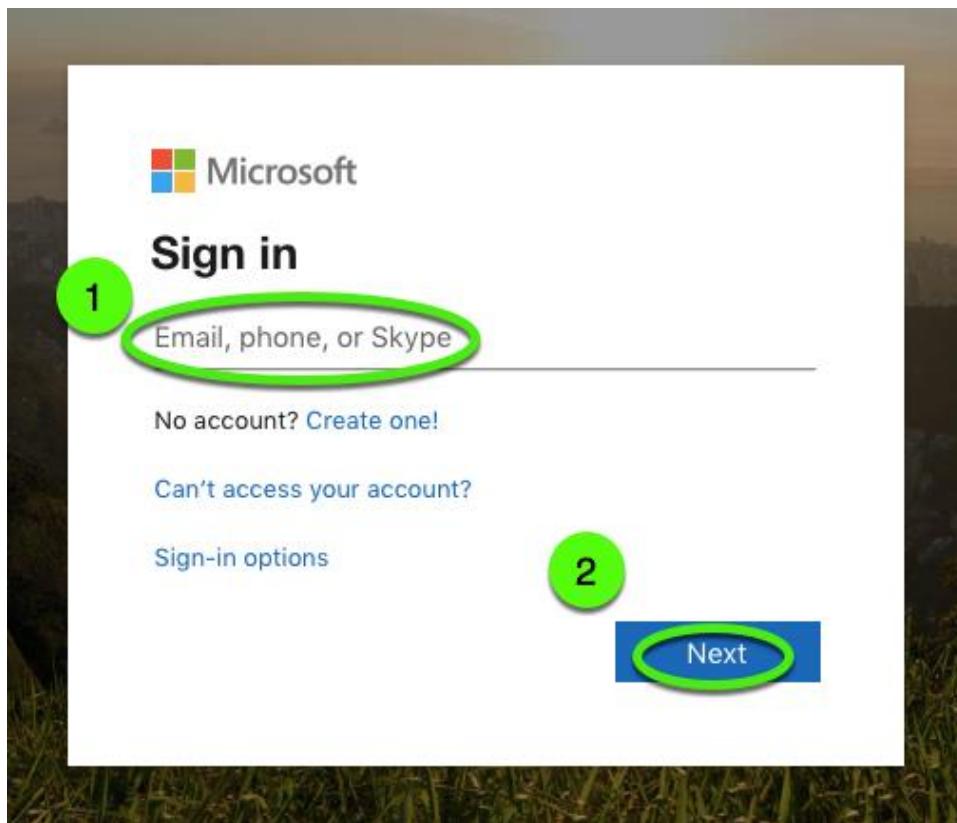 Microsoft
Sign in
1
Email, phone, or Skype
No account? Create one!
Can't access your account?
Sign-in options
2
Next